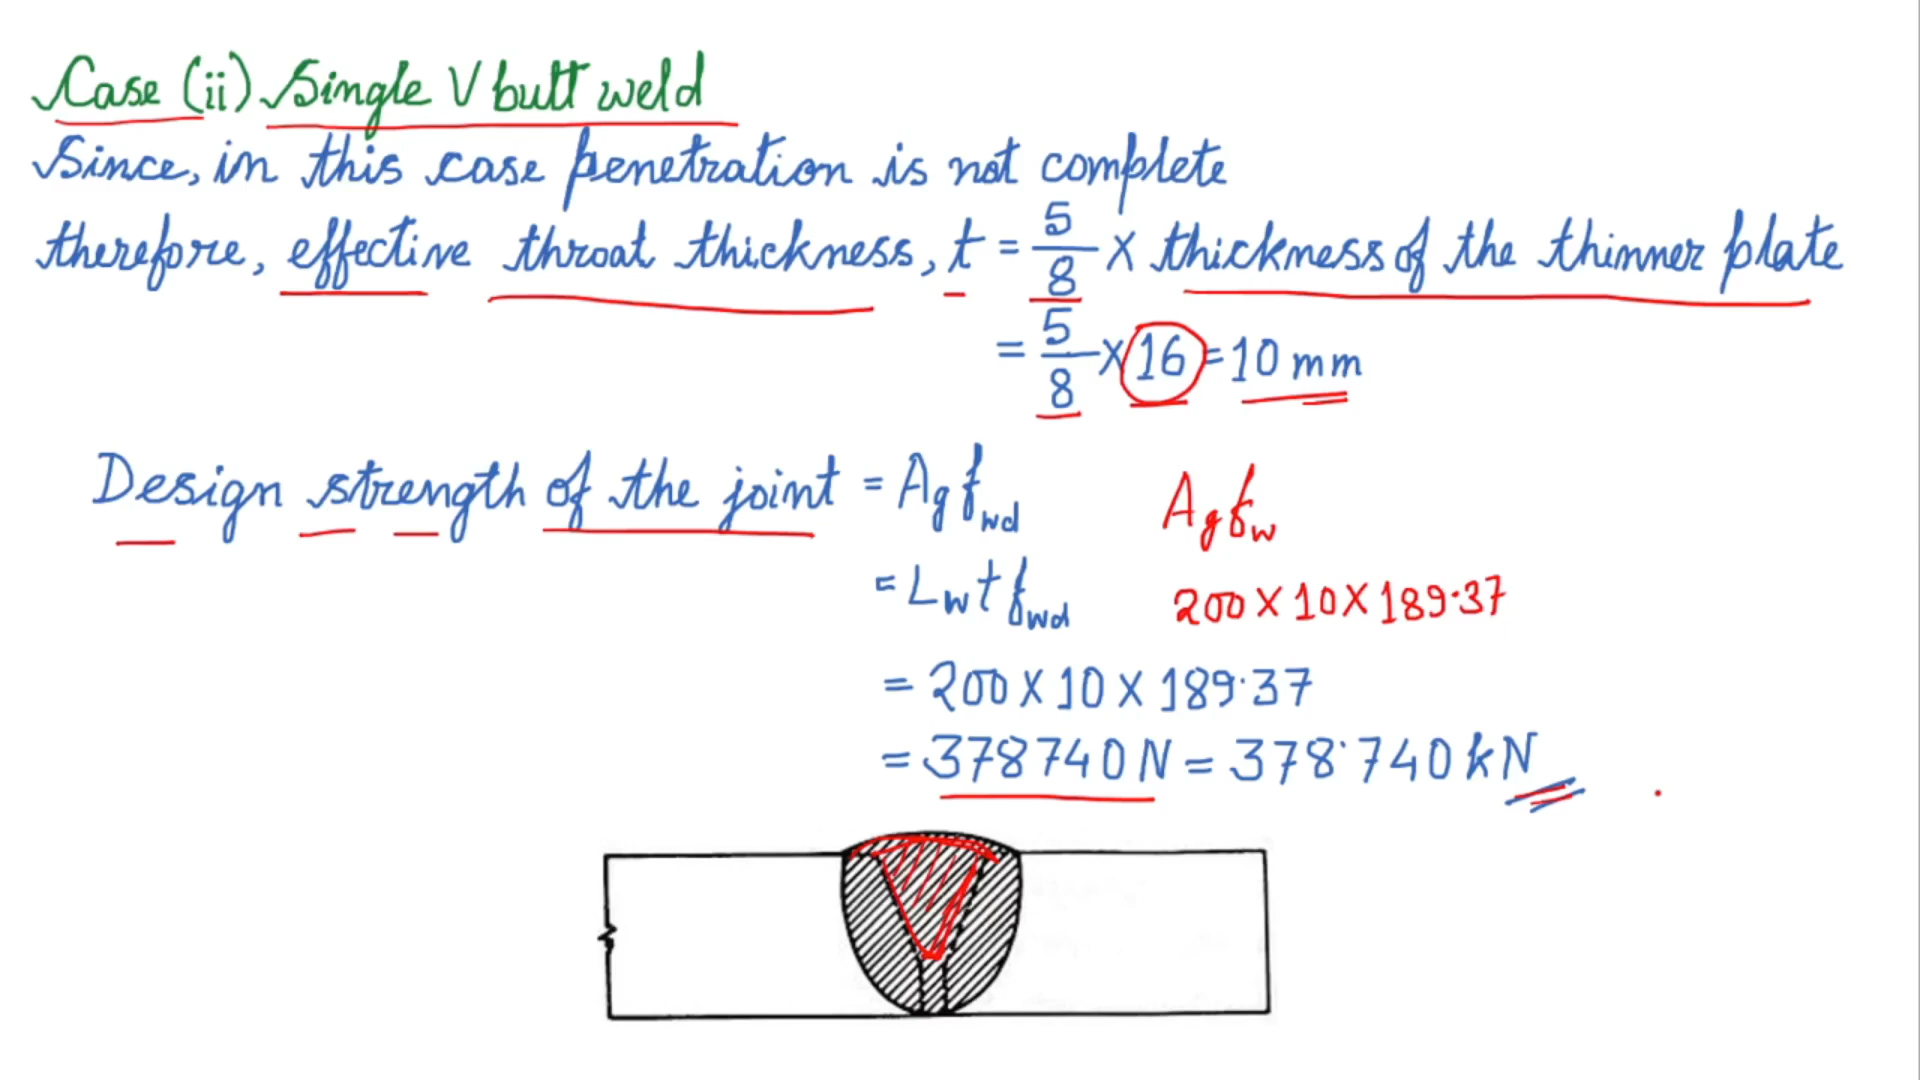 Case (ii) Single V butt weld
Since, in this case penetration is not complete
therefore, effective throat thickness, t = 5/8 × thickness of the thinner plate
= 5/8 × 16 = 10 mm
Design strength of the joint = Ag fwd
Ag fw
= Lw t fwd
200 × 10 × 189.37
= 200 × 10 × 189.37
= 378740 N = 378.740 kN